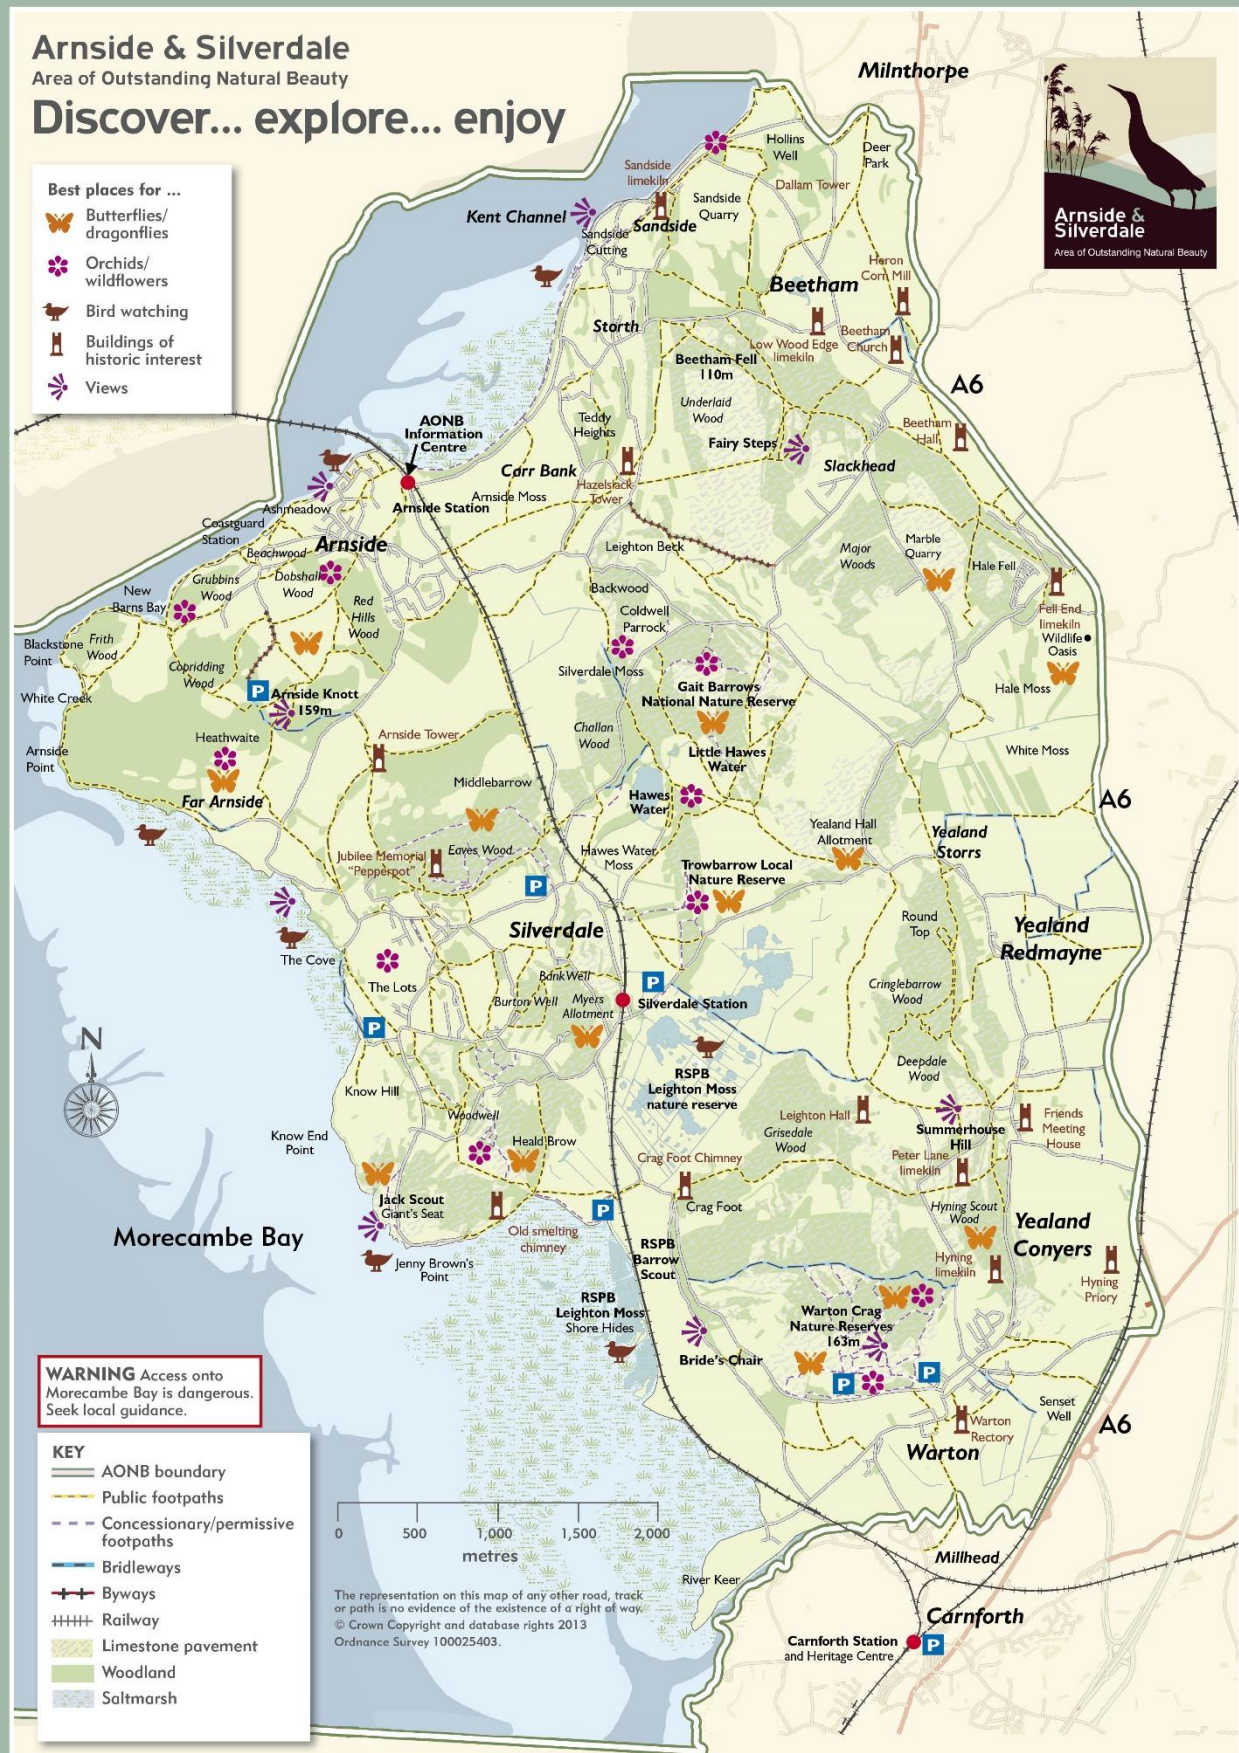 Arnside & Silverdale
Area of Outstanding Natural Beauty
Discover... explore... enjoy
Best places for ...
Butterflies/
dragonflies
Orchids/
wildflowers
Bird watching
Buildings of
historic interest
Views
Arnside &
Silverdale
Area of Outstanding Natural Beauty
Milnthorpe
Hollins
Well
Deer
Park
Sandside
limekiln
Dallam Tower
Sandside
Quarry
Kent Channel
Sandside
Sandside
Cutting
Heron
Corn Mill
Beetham
Storth
Low Wood Edge
limekiln
Beetham
Church
Beetham Fell
110m
A6
Underlaid
Wood
Teddy
Heights
AONB
Information
Centre
Fairy Steps
Beetham
Hall
Slackhead
Carr Bank
Hazelslack
Tower
Arnside Moss
Arnside Station
Ashmeadow
Coastguard
Station
Arnside
Beachwood
Leighton Beck
Major
Woods
Marble
Quarry
Hale Fell
Grubbins
Wood
Dobshall
Wood
New
Barns Bay
Red
Hills
Wood
Backwood
Coldwell
Parrock
Fell End
limekiln
Wildlife
Oasis
Blackstone
Point
Frith
Wood
Copridding
Wood
Silverdale Moss
Gait Barrows
National Nature Reserve
Hale Moss
White Creek
P
Arnside Knott
159m
Arnside
Point
Heathwaite
Arnside Tower
Challan
Wood
Little Hawes
Water
White Moss
Middlebarrow
Far Arnside
Hawes
Water
A6
Yealand Hall
Allotment
Yealand
Storrs
Jubilee Memorial
"Pepperpot"
Eaves Wood
Hawes Water
Moss
Trowbarrow Local
Nature Reserve
P
Silverdale
Round
Top
Yealand
Redmayne
The Cove
The Lots
Bank Well
Burton Well
Myers
Allotment
P
Silverdale Station
Cringlebarrow
Wood
P
N
RSPB
Leighton Moss
nature reserve
Deepdale
Wood
Know Hill
Woodwell
Leighton Hall
Grisedale
Wood
Summerhouse
Hill
Friends
Meeting
House
Know End
Point
Heald Brow
Crag Foot Chimney
Peter Lane
limekiln
Jack Scout
Giant's Seat
P
Crag Foot
Hyning Scout
Wood
Yealand
Conyers
Morecambe Bay
Old smelting
chimney
Jenny Brown's
Point
RSPB
Barrow
Scout
Hyning
limekiln
Hyning
Priory
RSPB
Leighton Moss
Shore Hides
Warton Crag
Nature Reserves
163m
Bride's Chair
P
P
WARNING Access onto
Morecambe Bay is dangerous.
Seek local guidance.
Senset
Well
Warton
Rectory
A6
Warton
KEY
AONB boundary
Public footpaths
Concessionary/permissive
footpaths
Bridleways
Byways
Railway
Limestone pavement
Woodland
Saltmarsh
0 500 1,000 1,500 2,000
metres
Millhead
River Keer
The representation on this map of any other road, track
or path is no evidence of the existence of a right of way.
© Crown Copyright and database rights 2013
Ordnance Survey 100025403.
Carnforth
Carnforth Station
and Heritage Centre
P